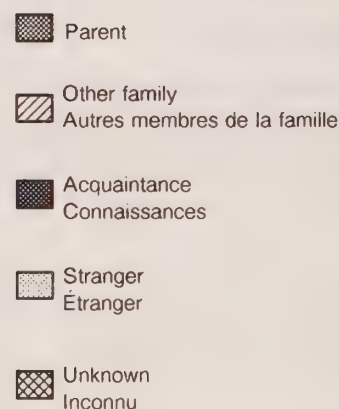 Parent
Other family
Autres membres de la famille
Acquaintance
Connaissances
Stranger
Étranger
Unknown
Inconnu